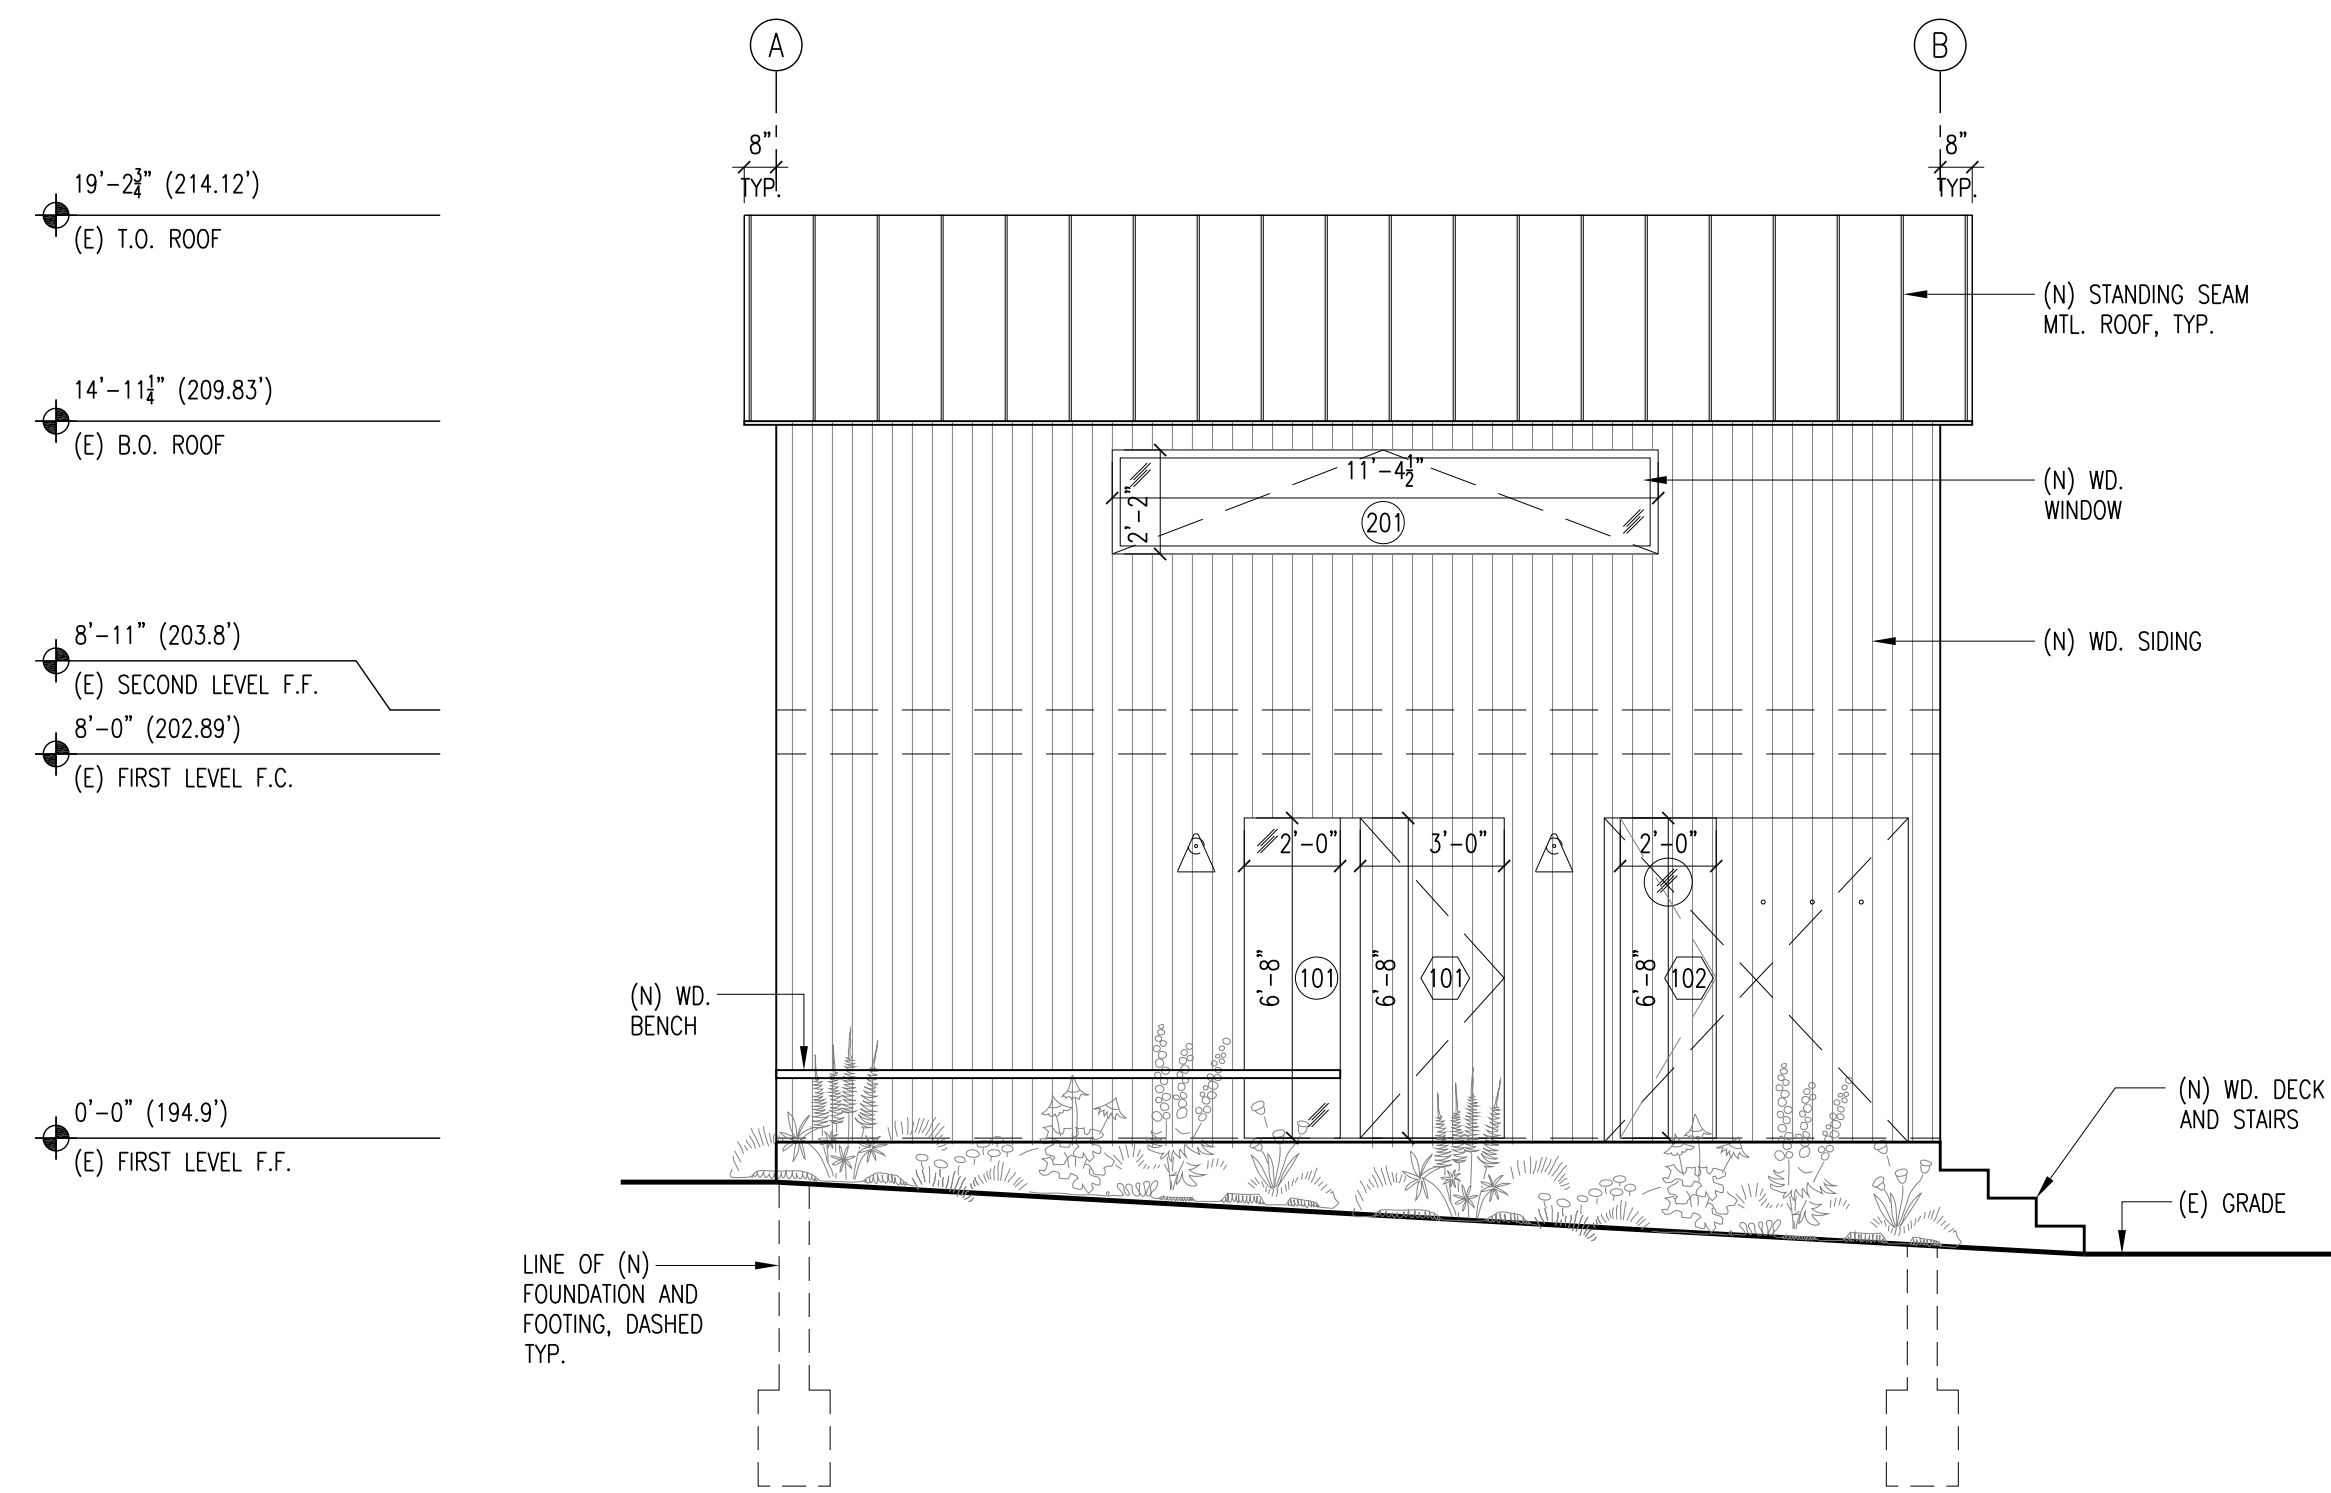 A
B
8"
TYP.
8"
TYP.
19'-2¾" (214.12')
(E) T.O. ROOF
(N) STANDING SEAM
MTL. ROOF, TYP.
14'-11¼" (209.83')
(E) B.O. ROOF
11'-4½"
2'-2"
201
(N) WD.
WINDOW
8'-11" (203.8')
(E) SECOND LEVEL F.F.
(N) WD. SIDING
8'-0" (202.89')
(E) FIRST LEVEL F.C.
2'-0"
3'-0"
2'-0"
6'-8"
101
6'-8"
101
6'-8"
102
(N) WD.
BENCH
0'-0" (194.9')
(E) FIRST LEVEL F.F.
(N) WD. DECK
AND STAIRS
(E) GRADE
LINE OF (N)
FOUNDATION AND
FOOTING, DASHED
TYP.